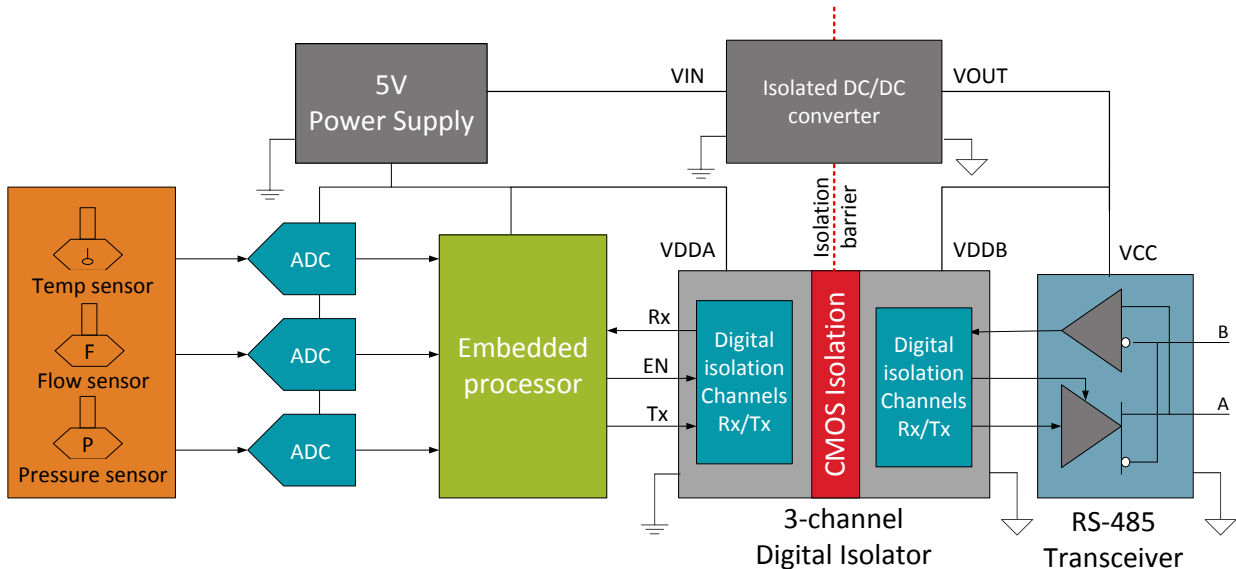 5V
Power Supply
VIN
Isolated DC/DC
converter
VOUT
Isolation
barrier
VDDA
VDDB
VCC
Temp sensor
F
Flow sensor
P
Pressure sensor
ADC
ADC
ADC
Embedded
processor
Rx
EN
Tx
Digital
isolation
Channels
Rx/Tx
CMOS Isolation
Digital
isolation
Channels
Rx/Tx
B
A
3-channel
Digital Isolator
RS-485
Transceiver